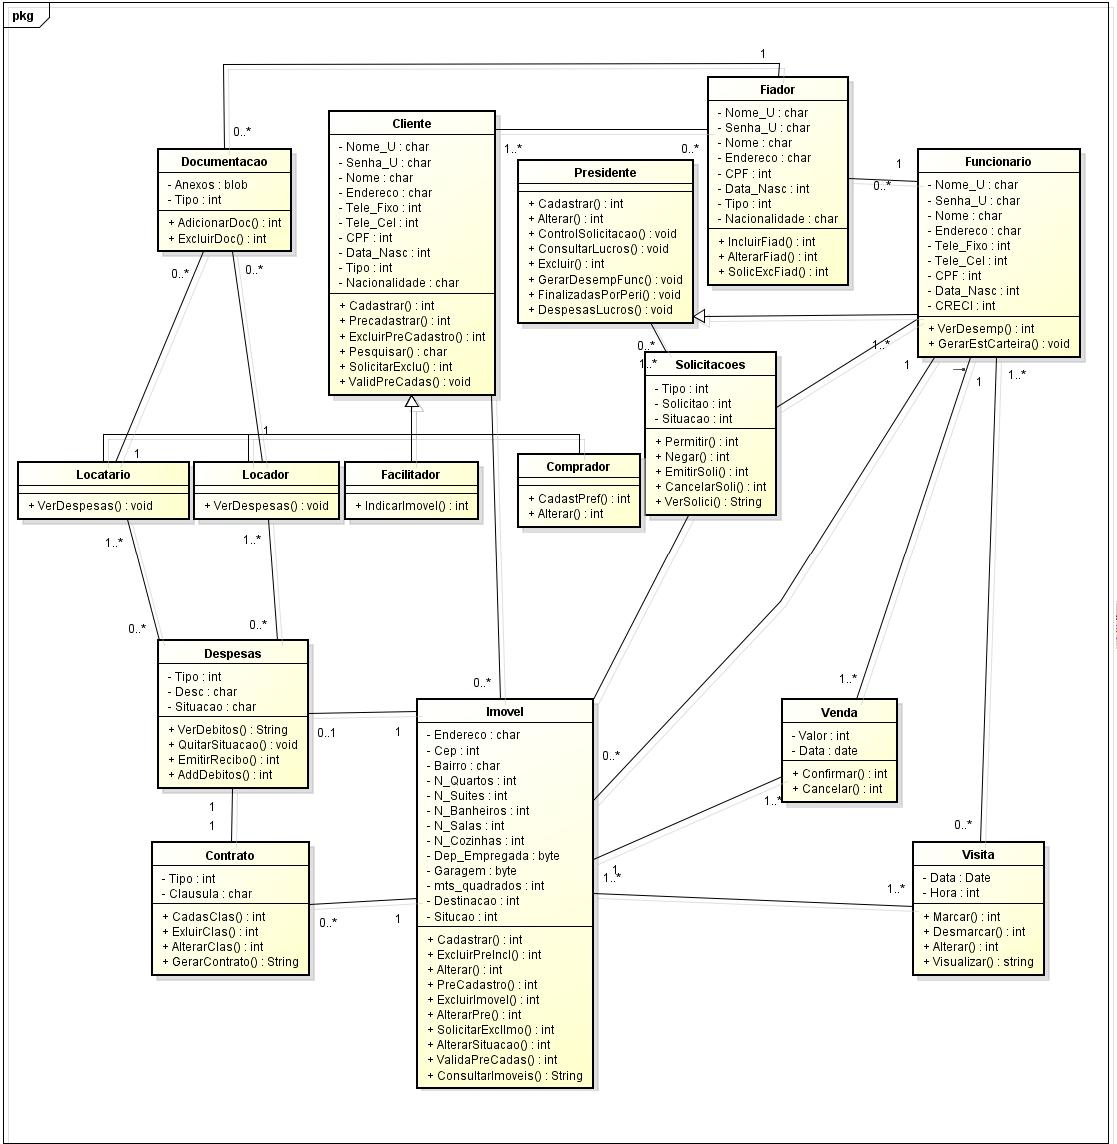 pkg
1
0..*
Documentacao
- Anexos : blob
- Tipo : int
+ AdicionarDoc() : int
+ ExcluirDoc() : int
0..*
0..*
Cliente
- Nome_U : char
- Senha_U : char
- Nome : char
- Endereco : char
- Tele_Fixo : int
- Tele_Cel : int
- CPF : int
- Data_Nasc : int
- Tipo : int
- Nacionalidade : char
+ Cadastrar() : int
+ Precadastrar() : int
+ ExcluirPreCadastro() : int
+ Pesquisar() : char
+ SolicitarExclu() : int
+ ValidPreCadas() : void
1..*
0..*
Presidente
+ Cadastrar() : int
+ Alterar() : int
+ ControlSolicitacao() : void
+ ConsultarLucros() : void
+ Excluir() : int
+ GerarDesempFunc() : void
+ FinalizadasPorPeri() : void
+ DespesasLucros() : void
Fiador
- Nome_U : char
- Senha_U : char
- Nome : char
- Endereco : char
- CPF : int
- Data_Nasc : int
- Tipo : int
- Nacionalidade : char
+ IncluirFiad() : int
+ AlterarFiad() : int
+ SolicExcFiad() : int
1
0..*
Funcionario
- Nome_U : char
- Senha_U : char
- Nome : char
- Endereco : char
- Tele_Fixo : int
- Tele_Cel : int
- CPF : int
- Data_Nasc : int
- CRECI : int
+ VerDesemp() : int
+ GerarEstCarteira() : void
0..*
1..*
1..*
1
1
1..*
Solicitacoes
- Tipo : int
- Solicitao : int
- Situacao : int
+ Permitir() : int
+ Negar() : int
+ EmitirSoli() : int
+ CancelarSoli() : int
+ VerSolici() : String
1
1
Locatario
+ VerDespesas() : void
Locador
+ VerDespesas() : void
Facilitador
+ IndicarImovel() : int
Comprador
+ CadastPref() : int
+ Alterar() : int
1..*
1..*
0..*
0..*
Despesas
- Tipo : int
- Desc : char
- Situacao : char
+ VerDebitos() : String
+ QuitarSituacao() : void
+ EmitirRecibo() : int
+ AddDebitos() : int
0..1
1
1
1
Contrato
- Tipo : int
- Clausula : char
+ CadasClas() : int
+ ExluirClas() : int
+ AlterarClas() : int
+ GerarContrato() : String
0..*
1
0..*
Imovel
- Endereco : char
- Cep : int
- Bairro : char
- N_Quartos : int
- N_Suites : int
- N_Banheiros : int
- N_Salas : int
- N_Cozinhas : int
- Dep_Empregada : byte
- Garagem : byte
- mts_quadrados : int
- Destinacao : int
- Situcao : int
+ Cadastrar() : int
+ ExcluirPreIncl() : int
+ Alterar() : int
+ PreCadastro() : int
+ ExcluirImovel() : int
+ AlterarPre() : int
+ SolicitarExclImo() : int
+ AlterarSituacao() : int
+ ValidaPreCadas() : int
+ ConsultarImoveis() : String
0..*
1
1..*
1..*
Venda
- Valor : int
- Data : date
+ Confirmar() : int
+ Cancelar() : int
1..*
0..*
1..*
Visita
- Data : Date
- Hora : int
+ Marcar() : int
+ Desmarcar() : int
+ Alterar() : int
+ Visualizar() : string